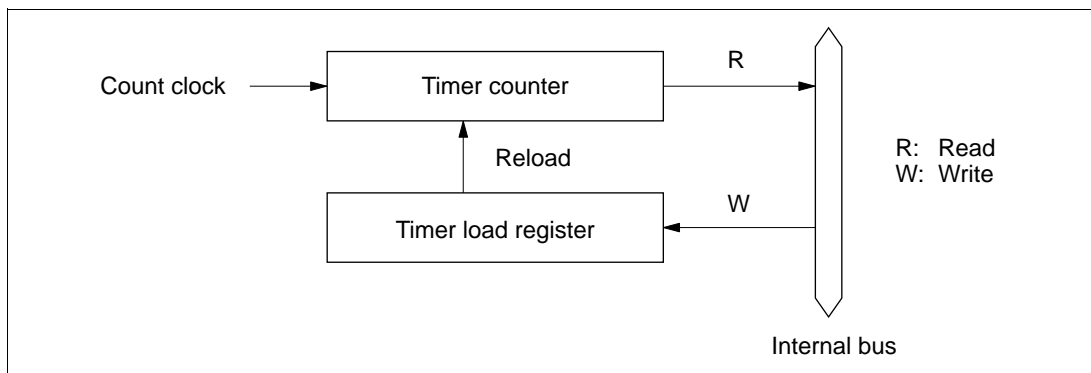 R
Count clock
Timer counter
Reload
R: Read
W: Write
W
Timer load register
Internal bus